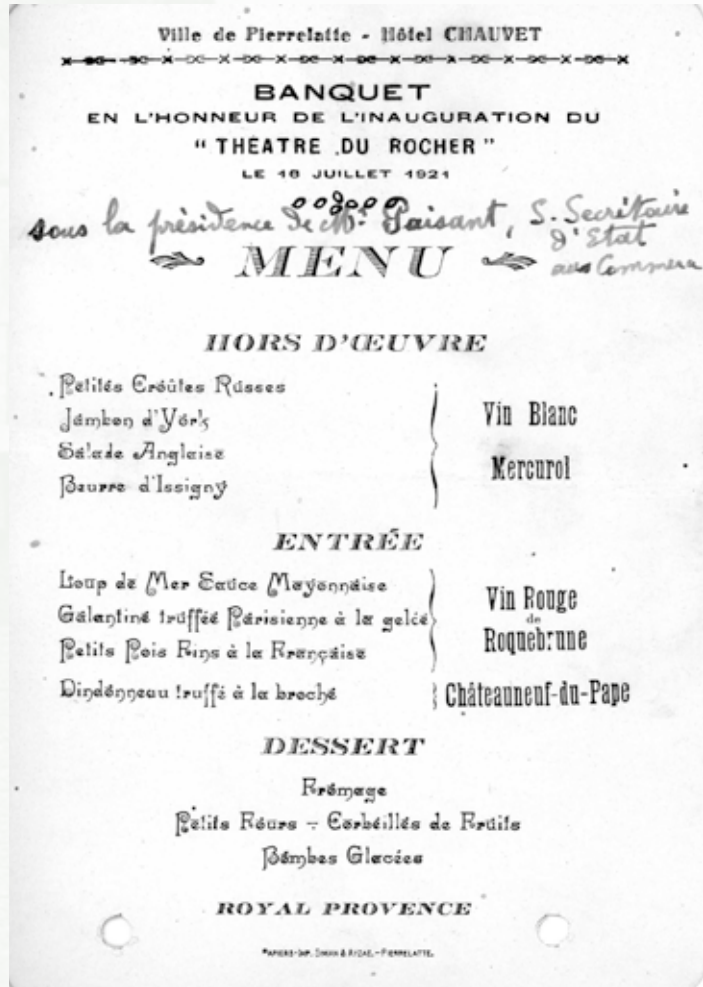 Ville de Pierrelatte - Hôtel CHAUVET
BANQUET
EN L'HONNEUR DE L'INAUGURATION DU
"THÉATRE DU ROCHER"
LE 16 JUILLET 1921
sous la présidence de Mr. Paisant, S. Secrétaire
d'Etat
au Commerce
MENU
HORS D'ŒUVRE
Petites Croûtes Russes
Jambon d'York
Salade Anglaise
Beurre d'Issigny
Vin Blanc
Mercurol
ENTRÉE
Loup de Mer Sauce Mayonnaise
Galantine truffée Parisienne à la gelée
Petits Pois Fins à la Française
Vin Rouge
de
Roquebrune
Dindonneau truffé à la broche
Châteauneuf-du-Pape
DESSERT
Fromage
Petits Fours - Corbeilles de Fruits
Bombes Glacées
ROYAL PROVENCE
PIERRELATTE.